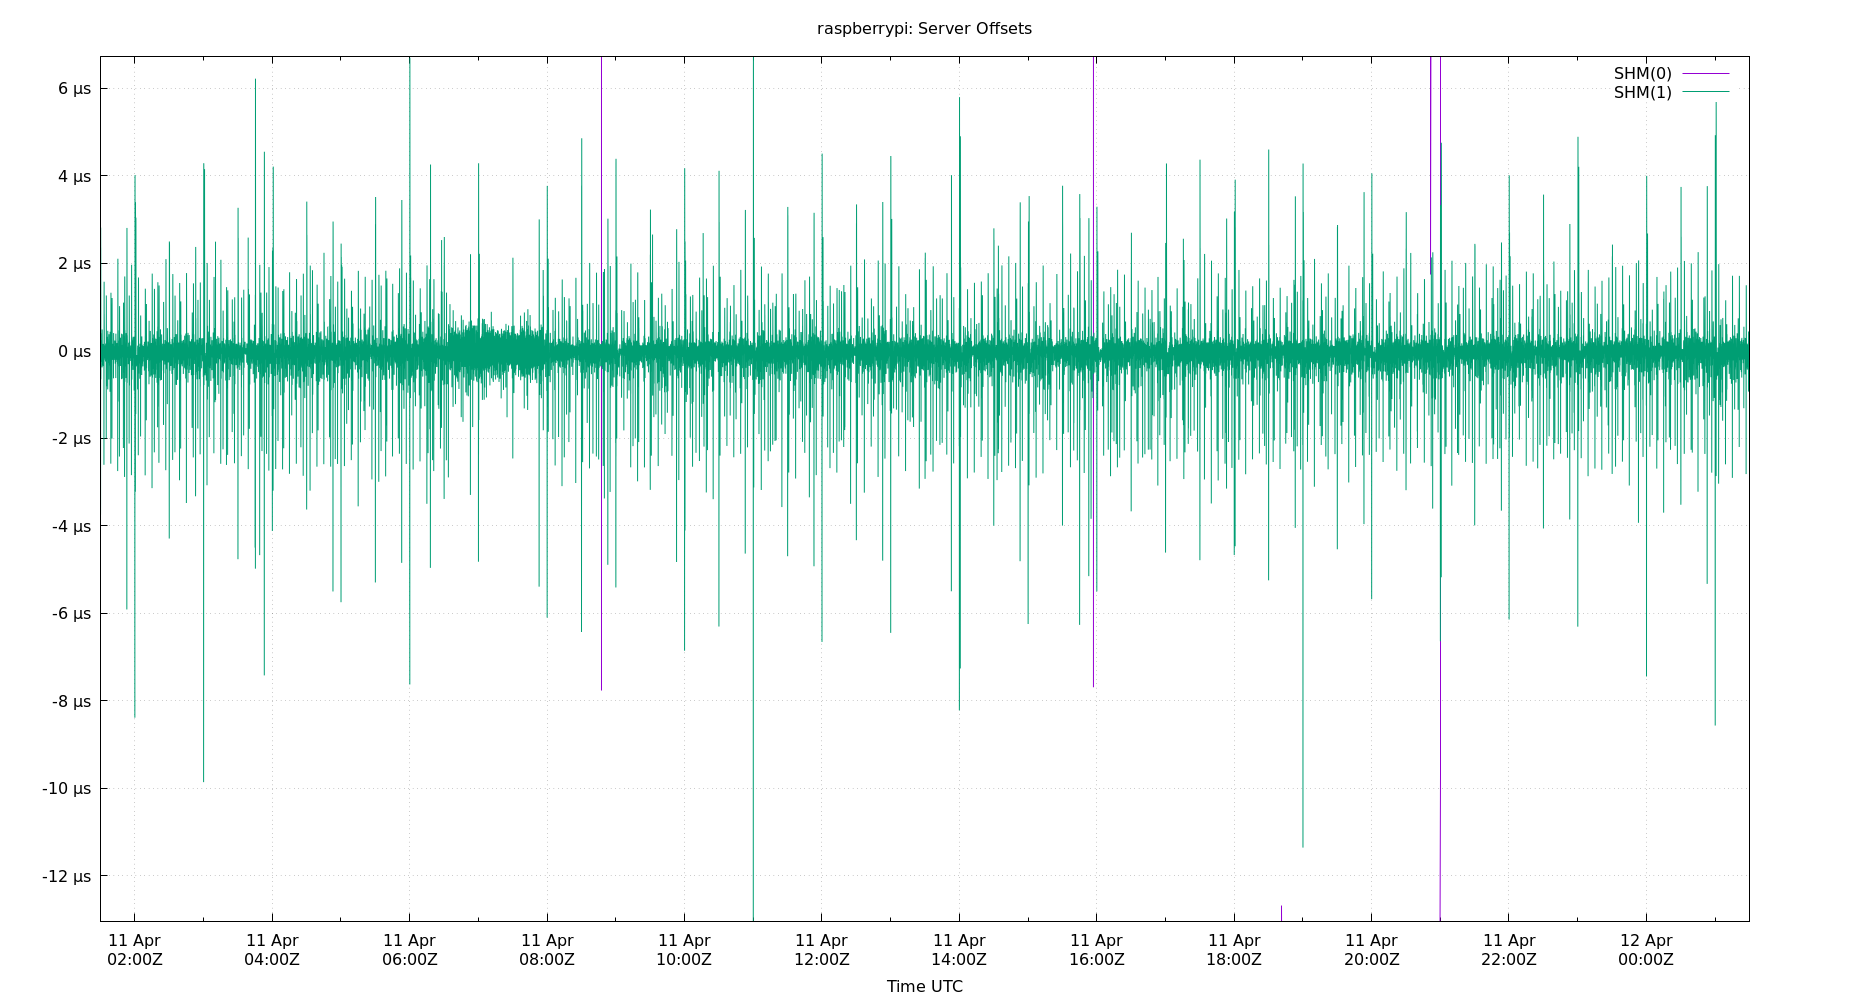 raspberrypi: Server Offsets
SHM(0)
SHM(1)
6 µs
4 µs
2 µs
0 µs
-2 µs
-4 µs
-6 µs
-8 µs
-10 µs
-12 µs
11 Apr 11 Apr 11 Apr 11 Apr 11 Apr 11 Apr 11 Apr 11 Apr 11 Apr 11 Apr 11 Apr 12 Apr
02:00Z 04:00Z 06:00Z 08:00Z 10:00Z 12:00Z 14:00Z 16:00Z 18:00Z 20:00Z 22:00Z 00:00Z
Time UTC